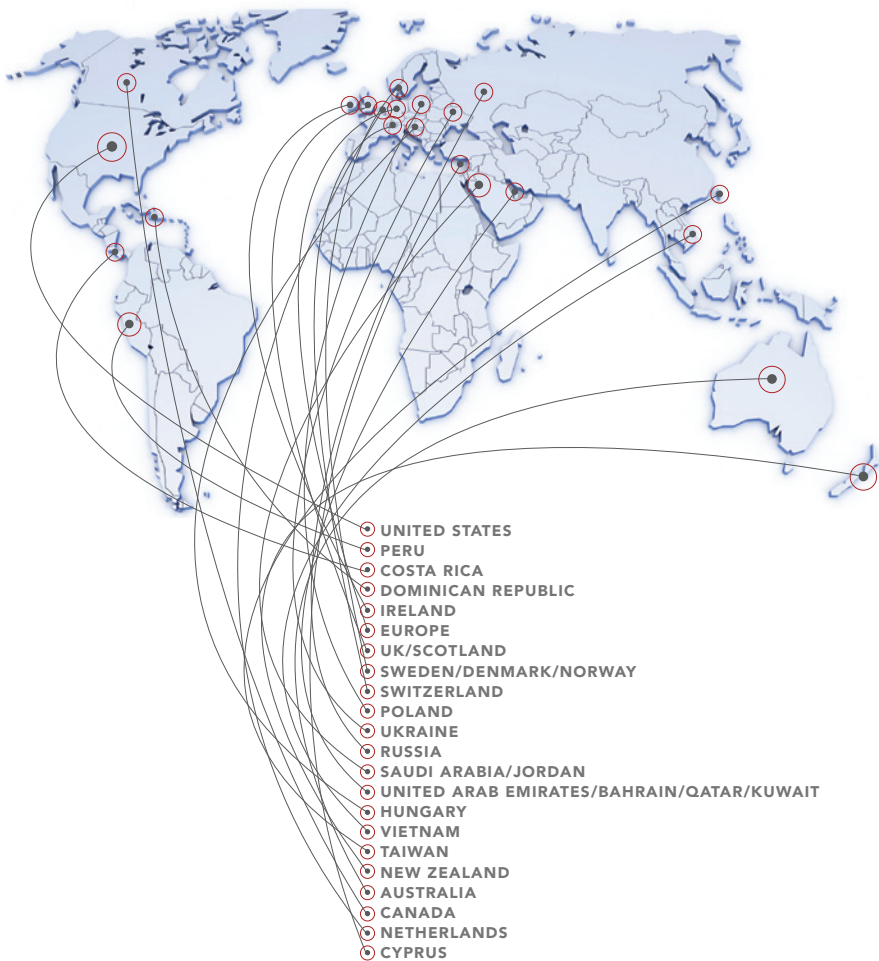 UNITED STATES
PERU
COSTA RICA
DOMINICAN REPUBLIC
IRELAND
EUROPE
UK/SCOTLAND
SWEDEN/DENMARK/NORWAY
SWITZERLAND
POLAND
UKRAINE
RUSSIA
SAUDI ARABIA/JORDAN
UNITED ARAB EMIRATES/BAHRAIN/QATAR/KUWAIT
HUNGARY
VIETNAM
TAIWAN
NEW ZEALAND
AUSTRALIA
CANADA
NETHERLANDS
CYPRUS